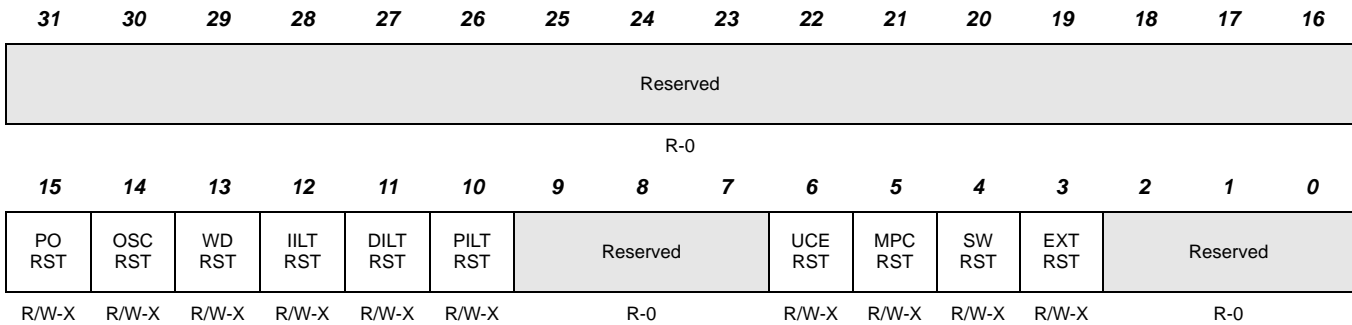 31 30 29 28 27 26 25 24 23 22 21 20 19 18 17 16
Reserved
R-0
15 14 13 12 11 10 9 8 7 6 5 4 3 2 1 0
PO RST OSC RST WD RST IILT RST DILT RST PILT RST Reserved UCE RST MPC RST SW RST EXT RST Reserved
R/W-X R/W-X R/W-X R/W-X R/W-X R/W-X R-0 R/W-X R/W-X R/W-X R/W-X R-0